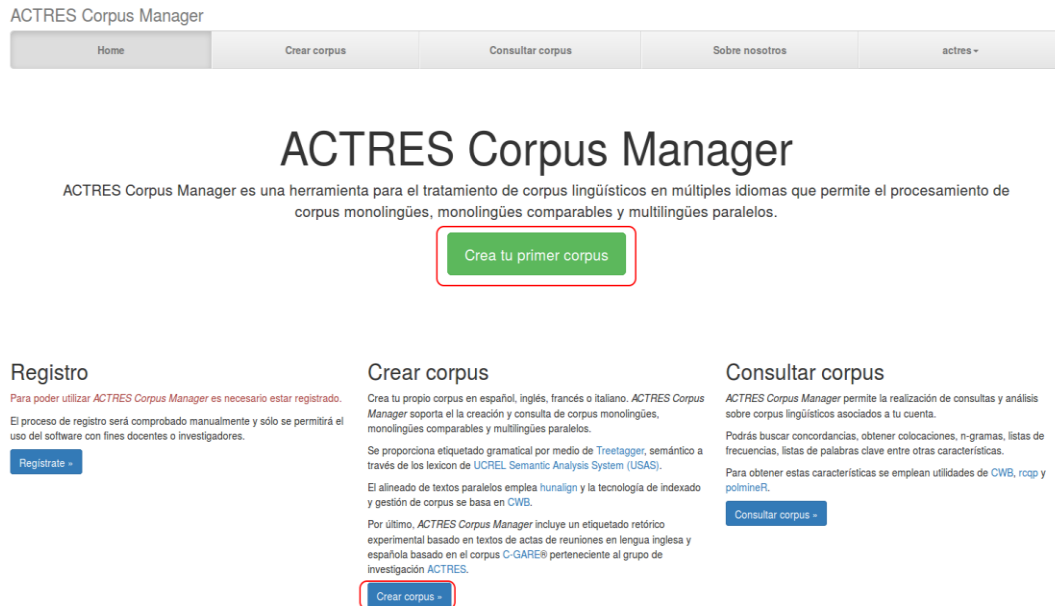 ACTRES Corpus Manager
Home
Crear corpus
Consultar corpus
Sobre nosotros
actres
ACTRES Corpus Manager
ACTRES Corpus Manager es una herramienta para el tratamiento de corpus lingüísticos en múltiples idiomas que permite el procesamiento de
corpus monolingües, monolingües comparables y multilingües paralelos.
Crea tu primer corpus
Registro
Para poder utilizar ACTRES Corpus Manager es necesario estar registrado.
El proceso de registro será comprobado manualmente y sólo se permitirá el
uso del software con fines docentes o investigadores.
Regístrate »
Crear corpus
Crea tu propio corpus en español, inglés, francés o italiano. ACTRES Corpus
Manager soporta el la creación y consulta de corpus monolingües,
monolingües comparables y multilingües paralelos.
Se proporciona etiquetado gramatical por medio de Treetagger, semántico a
través de los lexicon de UCREL Semantic Analysis System (USAS).
El alineado de textos paralelos emplea hunalign y la tecnología de indexado
y gestión de corpus se basa en CWB.
Por último, ACTRES Corpus Manager incluye un etiquetado retórico
experimental basado en textos de actas de reuniones en lengua inglesa y
española basado en el corpus C-GARE® perteneciente al grupo de
investigación ACTRES.
Crear corpus »
Consultar corpus
ACTRES Corpus Manager permite la realización de consultas y análisis
sobre corpus lingüísticos asociados a tu cuenta.
Podrás buscar concordancias, obtener colocaciones, n-gramas, listas de
frecuencias, listas de palabras clave entre otras características.
Para obtener estas características se emplean utilidades de CWB, rcqp y
polmineR.
Consultar corpus »